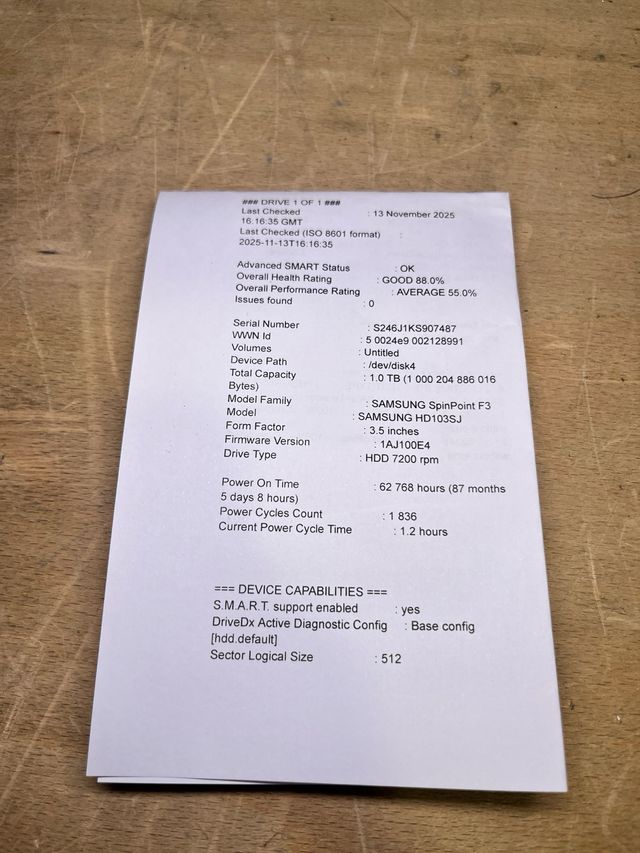 ### DRIVE 1 OF 1 ###
Last Checked : 13 November 2025
16:16:35 GMT
Last Checked (ISO 8601 format) :
2025-11-13T16:16:35
Advanced SMART Status : OK
Overall Health Rating : GOOD 88.0%
Overall Performance Rating : AVERAGE 55.0%
Issues found : 0
Serial Number : S246J1KS907487
WWN Id : 5 0024e9 002128991
Volumes : Untitled
Device Path : /dev/disk4
Total Capacity : 1.0 TB (1 000 204 886 016
Bytes)
Model Family : SAMSUNG SpinPoint F3
Model : SAMSUNG HD103SJ
Form Factor : 3.5 inches
Firmware Version : 1AJ100E4
Drive Type : HDD 7200 rpm
Power On Time : 62 768 hours (87 months
5 days 8 hours)
Power Cycles Count : 1 836
Current Power Cycle Time : 1.2 hours
=== DEVICE CAPABILITIES ===
S.M.A.R.T. support enabled : yes
DriveDx Active Diagnostic Config : Base config
[hdd.default]
Sector Logical Size : 512